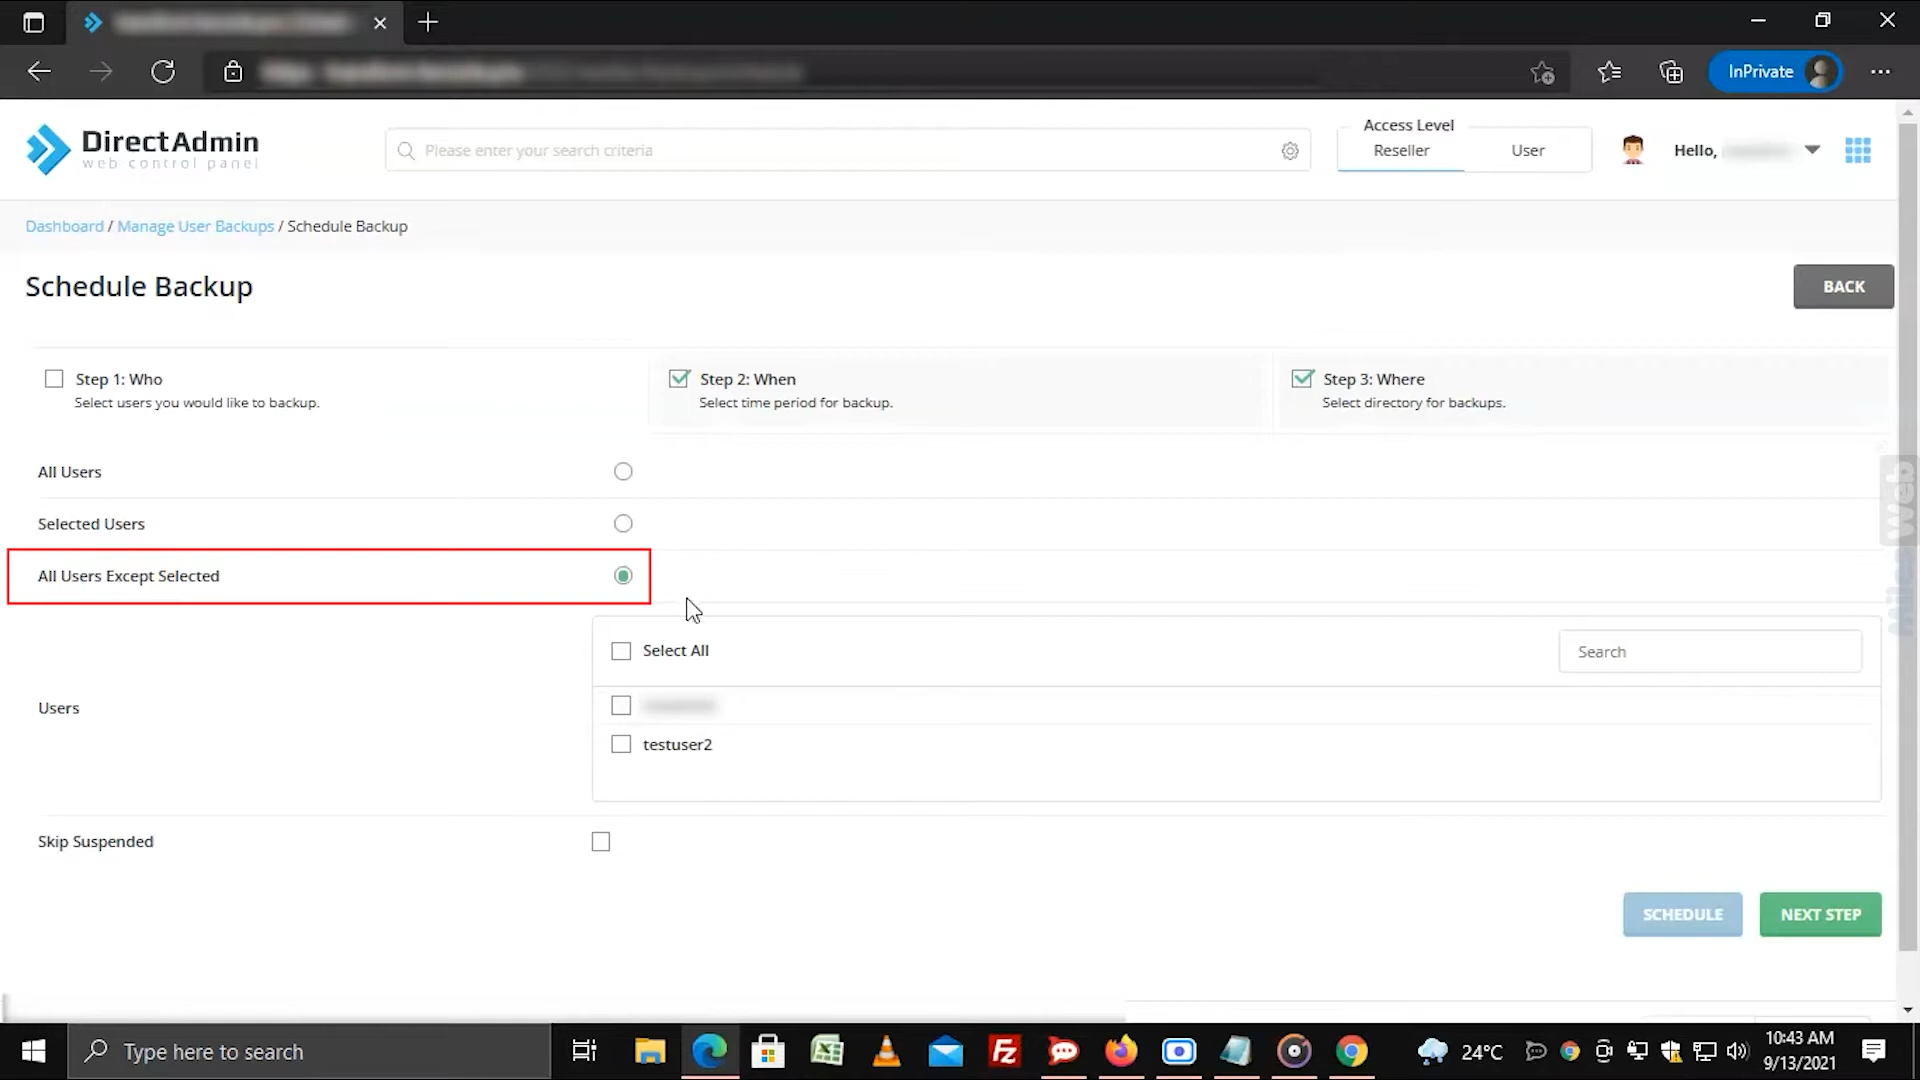 InPrivate
DirectAdmin
web control panel
Please enter your search criteria
Access Level
Reseller
User
Hello,
Dashboard / Manage User Backups / Schedule Backup
Schedule Backup
BACK
Step 1: Who
Select users you would like to backup.
Step 2: When
Select time period for backup.
Step 3: Where
Select directory for backups.
All Users
Selected Users
All Users Except Selected
Select All
Search
Users
testuser2
Skip Suspended
SCHEDULE
NEXT STEP
MilesWeb
Type here to search
24°C
10:43 AM
9/13/2021